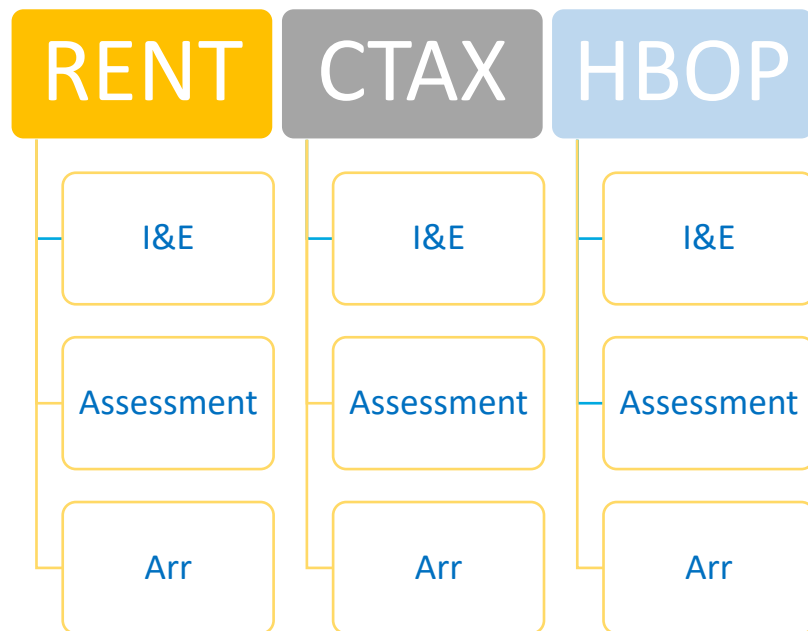 RENT CTAX HBOP
I&E I&E I&E
Assessment Assessment Assessment
Arr Arr Arr